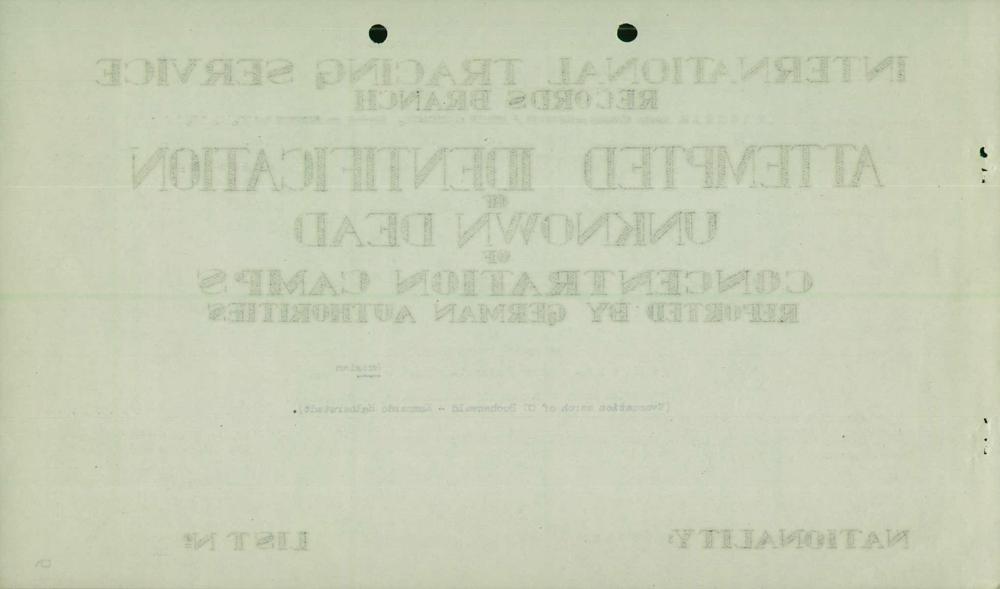 INTERNATIONAL TRACING SERVICE
RECORDS BRANCH
ATTEMPTED IDENTIFICATION
OF
UNKNOWN DEAD
OF
CONCENTRATION CAMPS
REPORTED BY GERMAN AUTHORITIES
(Evacuation march of CC Buchenwald - Kommando Halberstadt).
NATIONALITY: LIST Nº